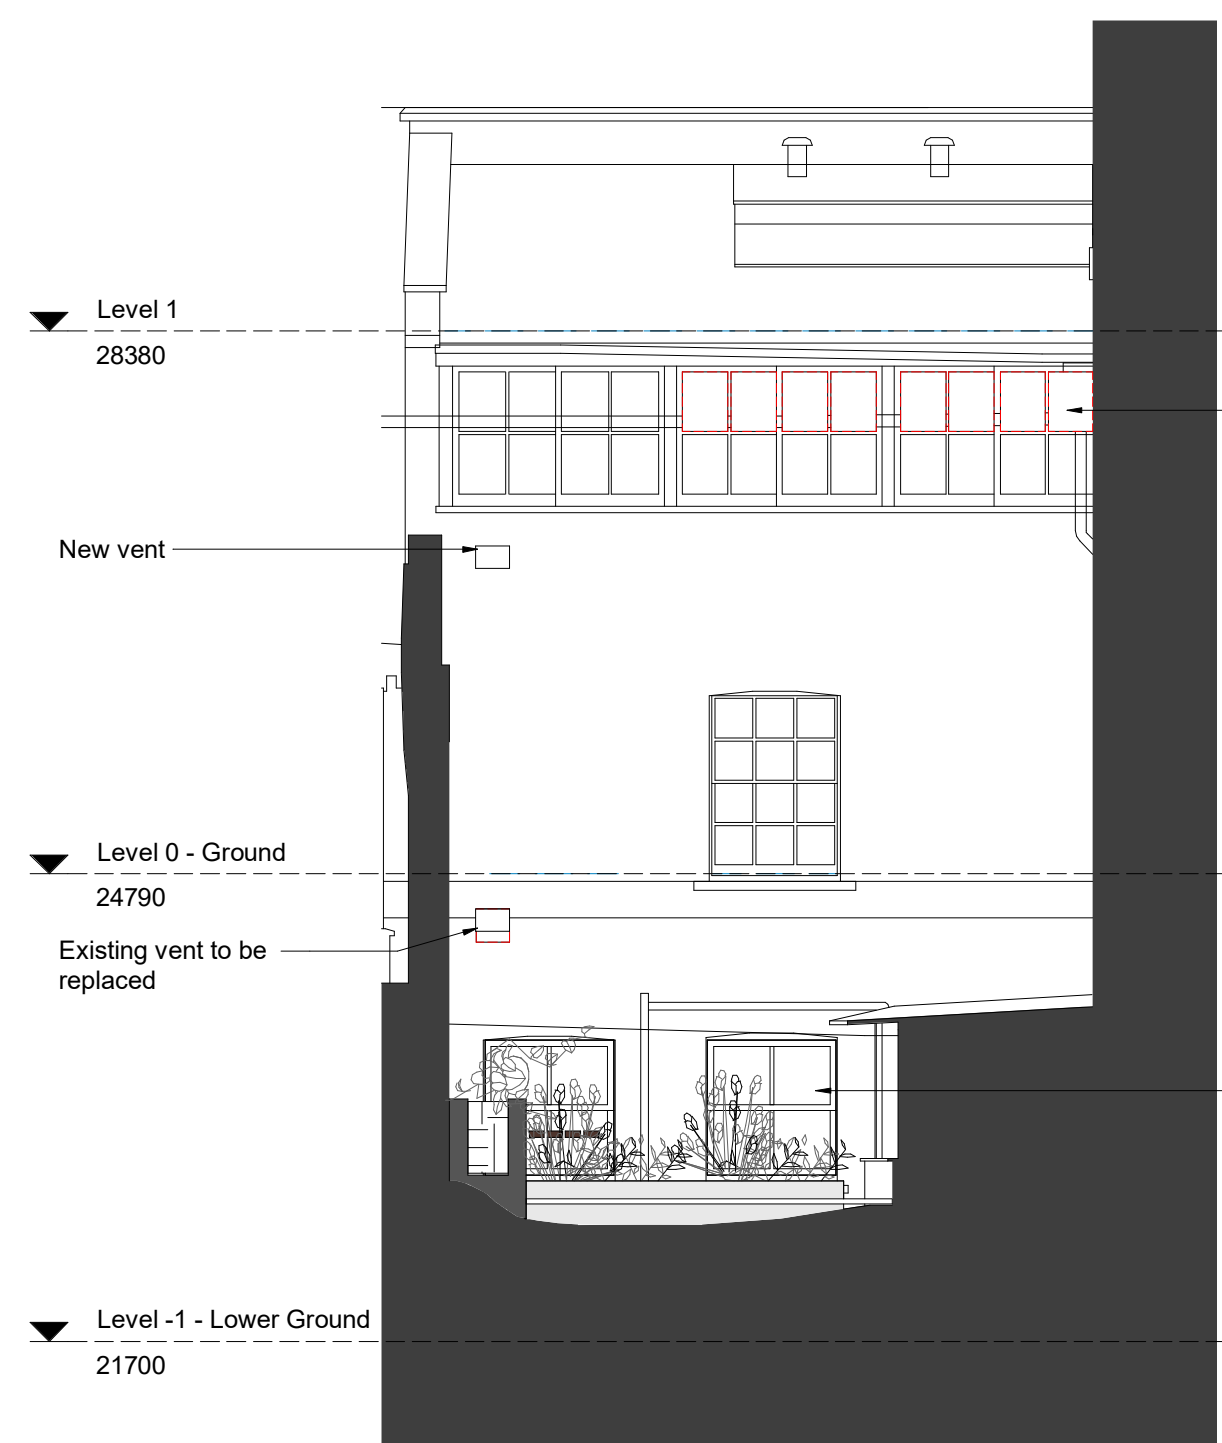 Level 1
28380
New vent
Level 0 - Ground
24790
Existing vent to be
replaced
Level -1 - Lower Ground
21700